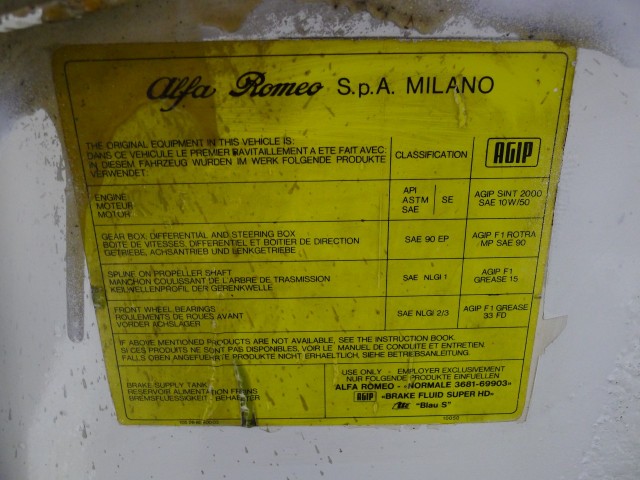 Alfa Romeo S.p.A. MILANO
THE ORIGINAL EQUIPMENT IN THIS VEHICLE IS:
DANS CE VEHICULE LE PREMIER RAVITAILLEMENT A ETE FAIT AVEC:
IN DIESEM FAHRZEUG WURDEN IM WERK FOLGENDE PRODUKTE
VERWENDET:
CLASSIFICATION
AGIP
ENGINE
MOTEUR
MOTOR
API
ASTM SE
SAE
AGIP SINT 2000
SAE 10W/50
GEAR BOX, DIFFERENTIAL AND STEERING BOX
BOITE DE VITESSES, DIFFERENTIEL ET BOITIER DE DIRECTION
GETRIEBE, ACHSANTRIEB UND LENKGETRIEBE
SAE 90 EP
AGIP F1 ROTRA
MP SAE 90
SPLINE ON PROPELLER SHAFT
MANCHON COULISSANT DE L'ARBRE DE TRASMISSION
KEILWELLENPROFIL DER GERENKWELLE
SAE NLGI 1
AGIP F1
GREASE 15
FRONT WHEEL BEARINGS
ROULEMENTS DE ROUES AVANT
VORDER ACHSLAGER
SAE NLGI 2/3
AGIP F1 GREASE
33 FD
IF ABOVE MENTIONED PRODUCTS ARE NOT AVAILABLE, SEE THE INSTRUCTION BOOK.
SI CES PRODUITS NE SONT PAS DISPONIBLES, VOIR LE MANUEL DE CONDUITE ET ENTRETIEN.
FALLS OBEN ANGEFUEHRTE PRODUKTE NICHT ERHAELTLICH, SIEHE BETRIEBSANLEITUNG.
BRAKE SUPPLY TANK
RESERVOIR ALIMENTATION FREINS
BREMSFLUESSIGKEIT - BEHAELTER
USE ONLY - EMPLOYER EXCLUSIVEMENT
NUR FOLGENDE PRODUKTE EINFUELLEN
"ALFA ROMEO - «NORMALE 3681-69903»
AGIP «BRAKE FLUID SUPER HD»
Ate "Blau S"